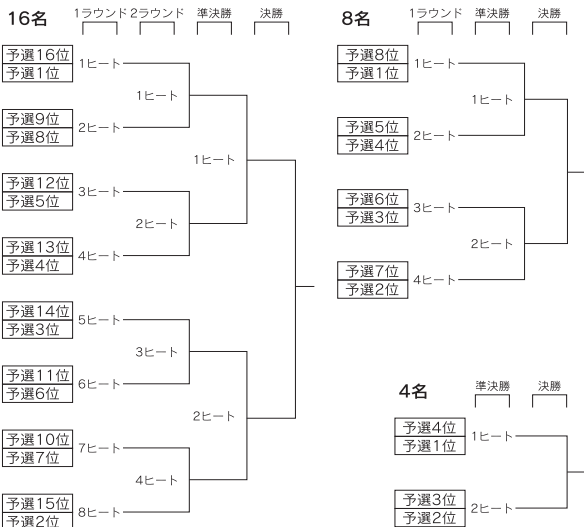 16名 1ラウンド 2ラウンド 準決勝 決勝
予選16位
予選1位
1ヒート
1ヒート
予選9位
予選8位
2ヒート
1ヒート
予選12位
予選5位
3ヒート
2ヒート
予選13位
予選4位
4ヒート
予選14位
予選3位
5ヒート
3ヒート
予選11位
予選6位
6ヒート
2ヒート
予選10位
予選7位
7ヒート
4ヒート
予選15位
予選2位
8ヒート
8名 1ラウンド 準決勝 決勝
予選8位
予選1位
1ヒート
1ヒート
予選5位
予選4位
2ヒート
予選6位
予選3位
3ヒート
2ヒート
予選7位
予選2位
4ヒート
4名 準決勝 決勝
予選4位
予選1位
1ヒート
予選3位
予選2位
2ヒート